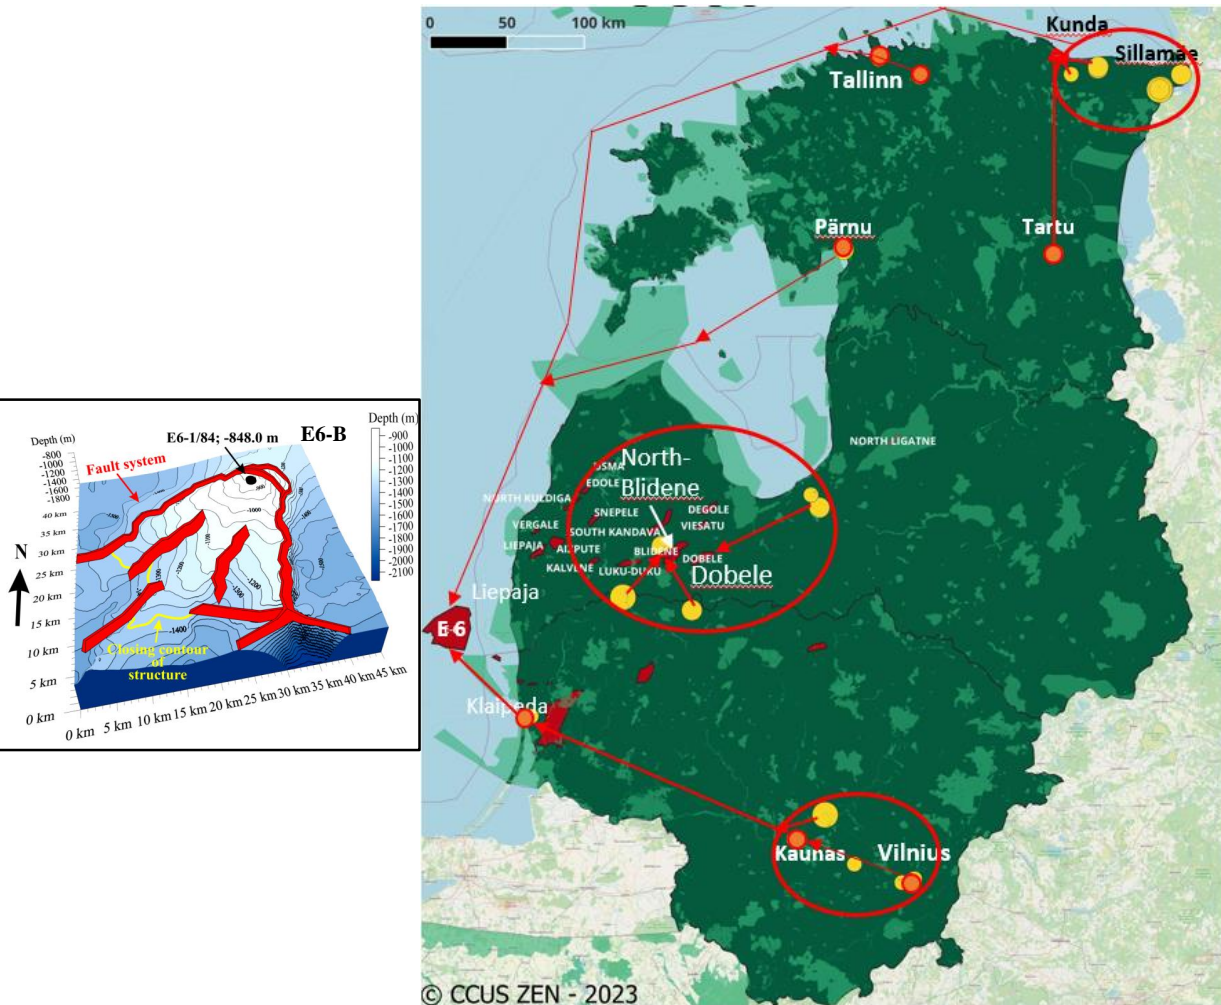 0 50 100 km
Kunda
Sillamäe
Tallinn
Pärnu
Tartu
NORTH LIGATNE
North-
Blidene
USMA
EDOLE
NORTH KULDIGA
SNEPELE
DEGOLE
VERGALE
SOUTH KANDAVA
VIESATU
LIEPAJA
AIZPUTE
BLIDENE
DOBELE
KALVENE
LUKU-DUKU
Dobele
Liepaja
E-6
Klaipeda
Kaunas
Vilnius
© CCUS ZEN - 2023
Depth (m)
E6-1/84; -848.0 m
E6-B
Depth (m)
-800
-1000
-1200
-1400
-1600
-1800
Fault system
-900
-1000
-1100
-1200
-1300
-1400
-1500
-1600
-1700
-1800
-1900
-2000
-2100
40 km
35 km
30 km
25 km
20 km
15 km
10 km
5 km
0 km
N
-1000
-1200
-1400
Closing contour
of
structure
0 km 5 km 10 km 15 km 20 km 25 km 30 km 35 km 40 km 45 km